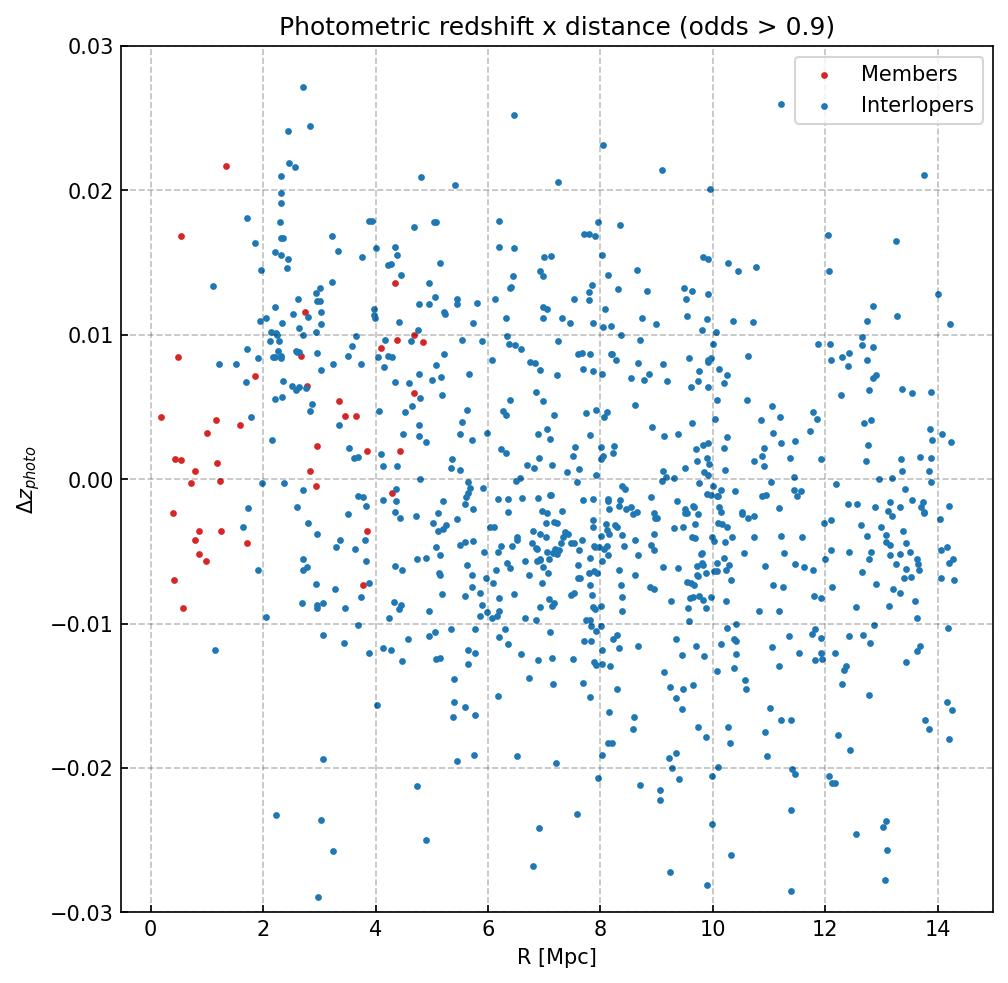 Photometric redshift x distance (odds > 0.9)
Members
Interlopers
0.03
0.02
0.01
0.00
−0.01
−0.02
−0.03
Δz_photo
0 2 4 6 8 10 12 14
R [Mpc]